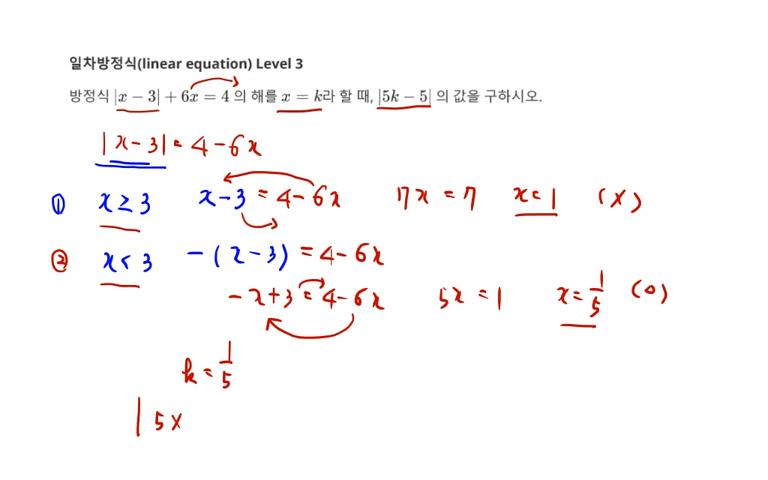 일차방정식(linear equation) Level 3
방정식 |x − 3| + 6x = 4 의 해를 x = k라 할 때, |5k − 5| 의 값을 구하시오.
|x-3| = 4-6x
① x ≥ 3 x-3 = 4-6x 7x = 7 x=1 (X)
② x < 3 -(x-3) = 4-6x
-x+3 = 4-6x 5x = 1 x = 1/5 (O)
k = 1/5
| 5x